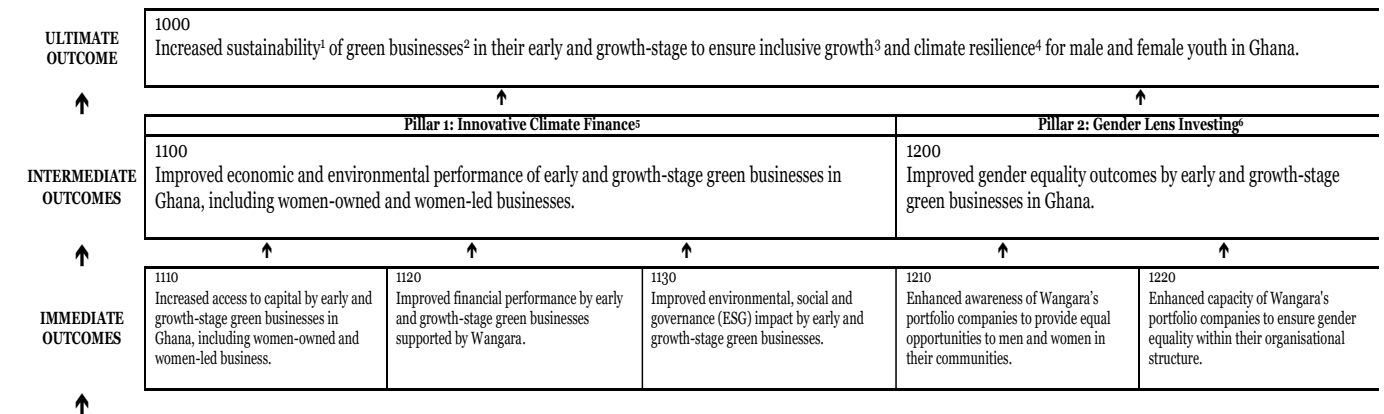 ULTIMATE
OUTCOME
1000
Increased sustainability¹ of green businesses² in their early and growth-stage to ensure inclusive growth³ and climate resilience⁴ for male and female youth in Ghana.
Pillar 1: Innovative Climate Finance⁵
Pillar 2: Gender Lens Investing⁶
INTERMEDIATE
OUTCOMES
1100
Improved economic and environmental performance of early and growth-stage green businesses in
Ghana, including women-owned and women-led businesses.
1200
Improved gender equality outcomes by early and growth-stage
green businesses in Ghana.
IMMEDIATE
OUTCOMES
1110
Increased access to capital by early and
growth-stage green businesses in
Ghana, including women-owned and
women-led business.
1120
Improved financial performance by early
and growth-stage green businesses
supported by Wangara.
1130
Improved environmental, social and
governance (ESG) impact by early and
growth-stage green businesses.
1210
Enhanced awareness of Wangara’s
portfolio companies to provide equal
opportunities to men and women in
their communities.
1220
Enhanced capacity of Wangara's
portfolio companies to ensure gender
equality within their organisational
structure.